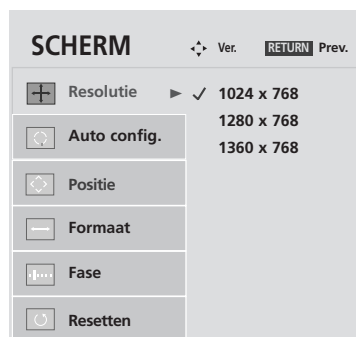 SCHERM Ver. RETURN Prev.
Resolutie 1024 x 768
1280 x 768
Auto config.
1360 x 768
Positie
Formaat
Fase
Resetten